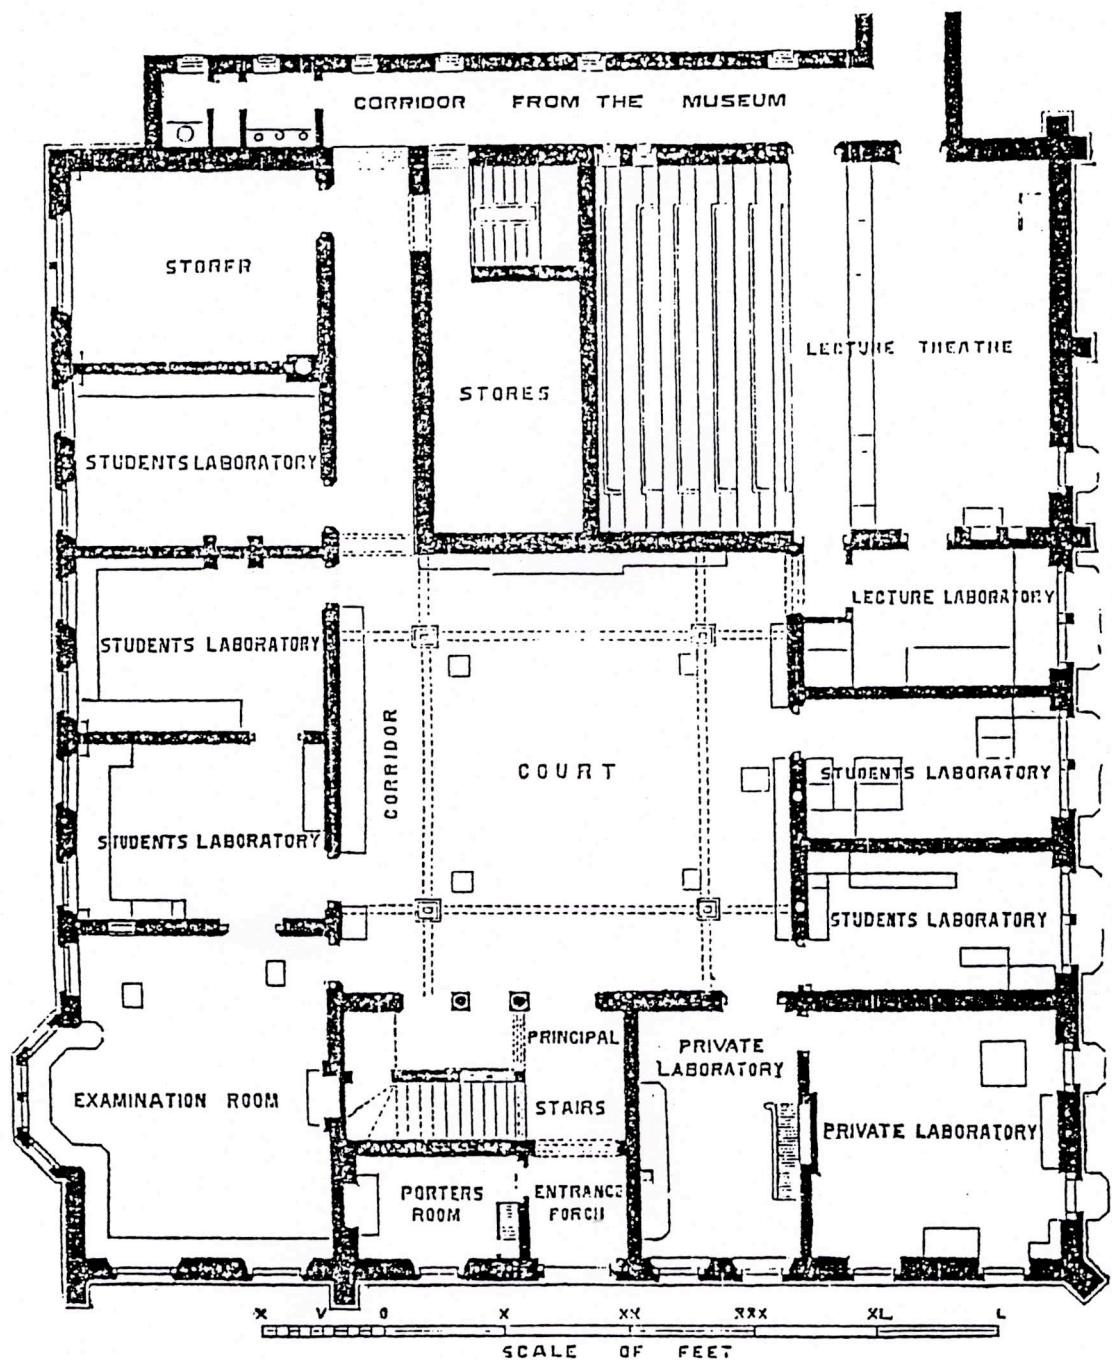 CORRIDOR FROM THE MUSEUM
STORER
STORES
LECTURE THEATRE
STUDENTS LABORATORY
LECTURE LABORATORY
STUDENTS LABORATORY
CORRIDOR
COURT
STUDENTS LABORATORY
STUDENTS LABORATORY
STUDENTS LABORATORY
PRINCIPAL
STAIRS
PRIVATE
LABORATORY
EXAMINATION ROOM
PRIVATE LABORATORY
PORTERS
ROOM
ENTRANCE
PORCH
X V O X XX XXX XL L
SCALE OF FEET